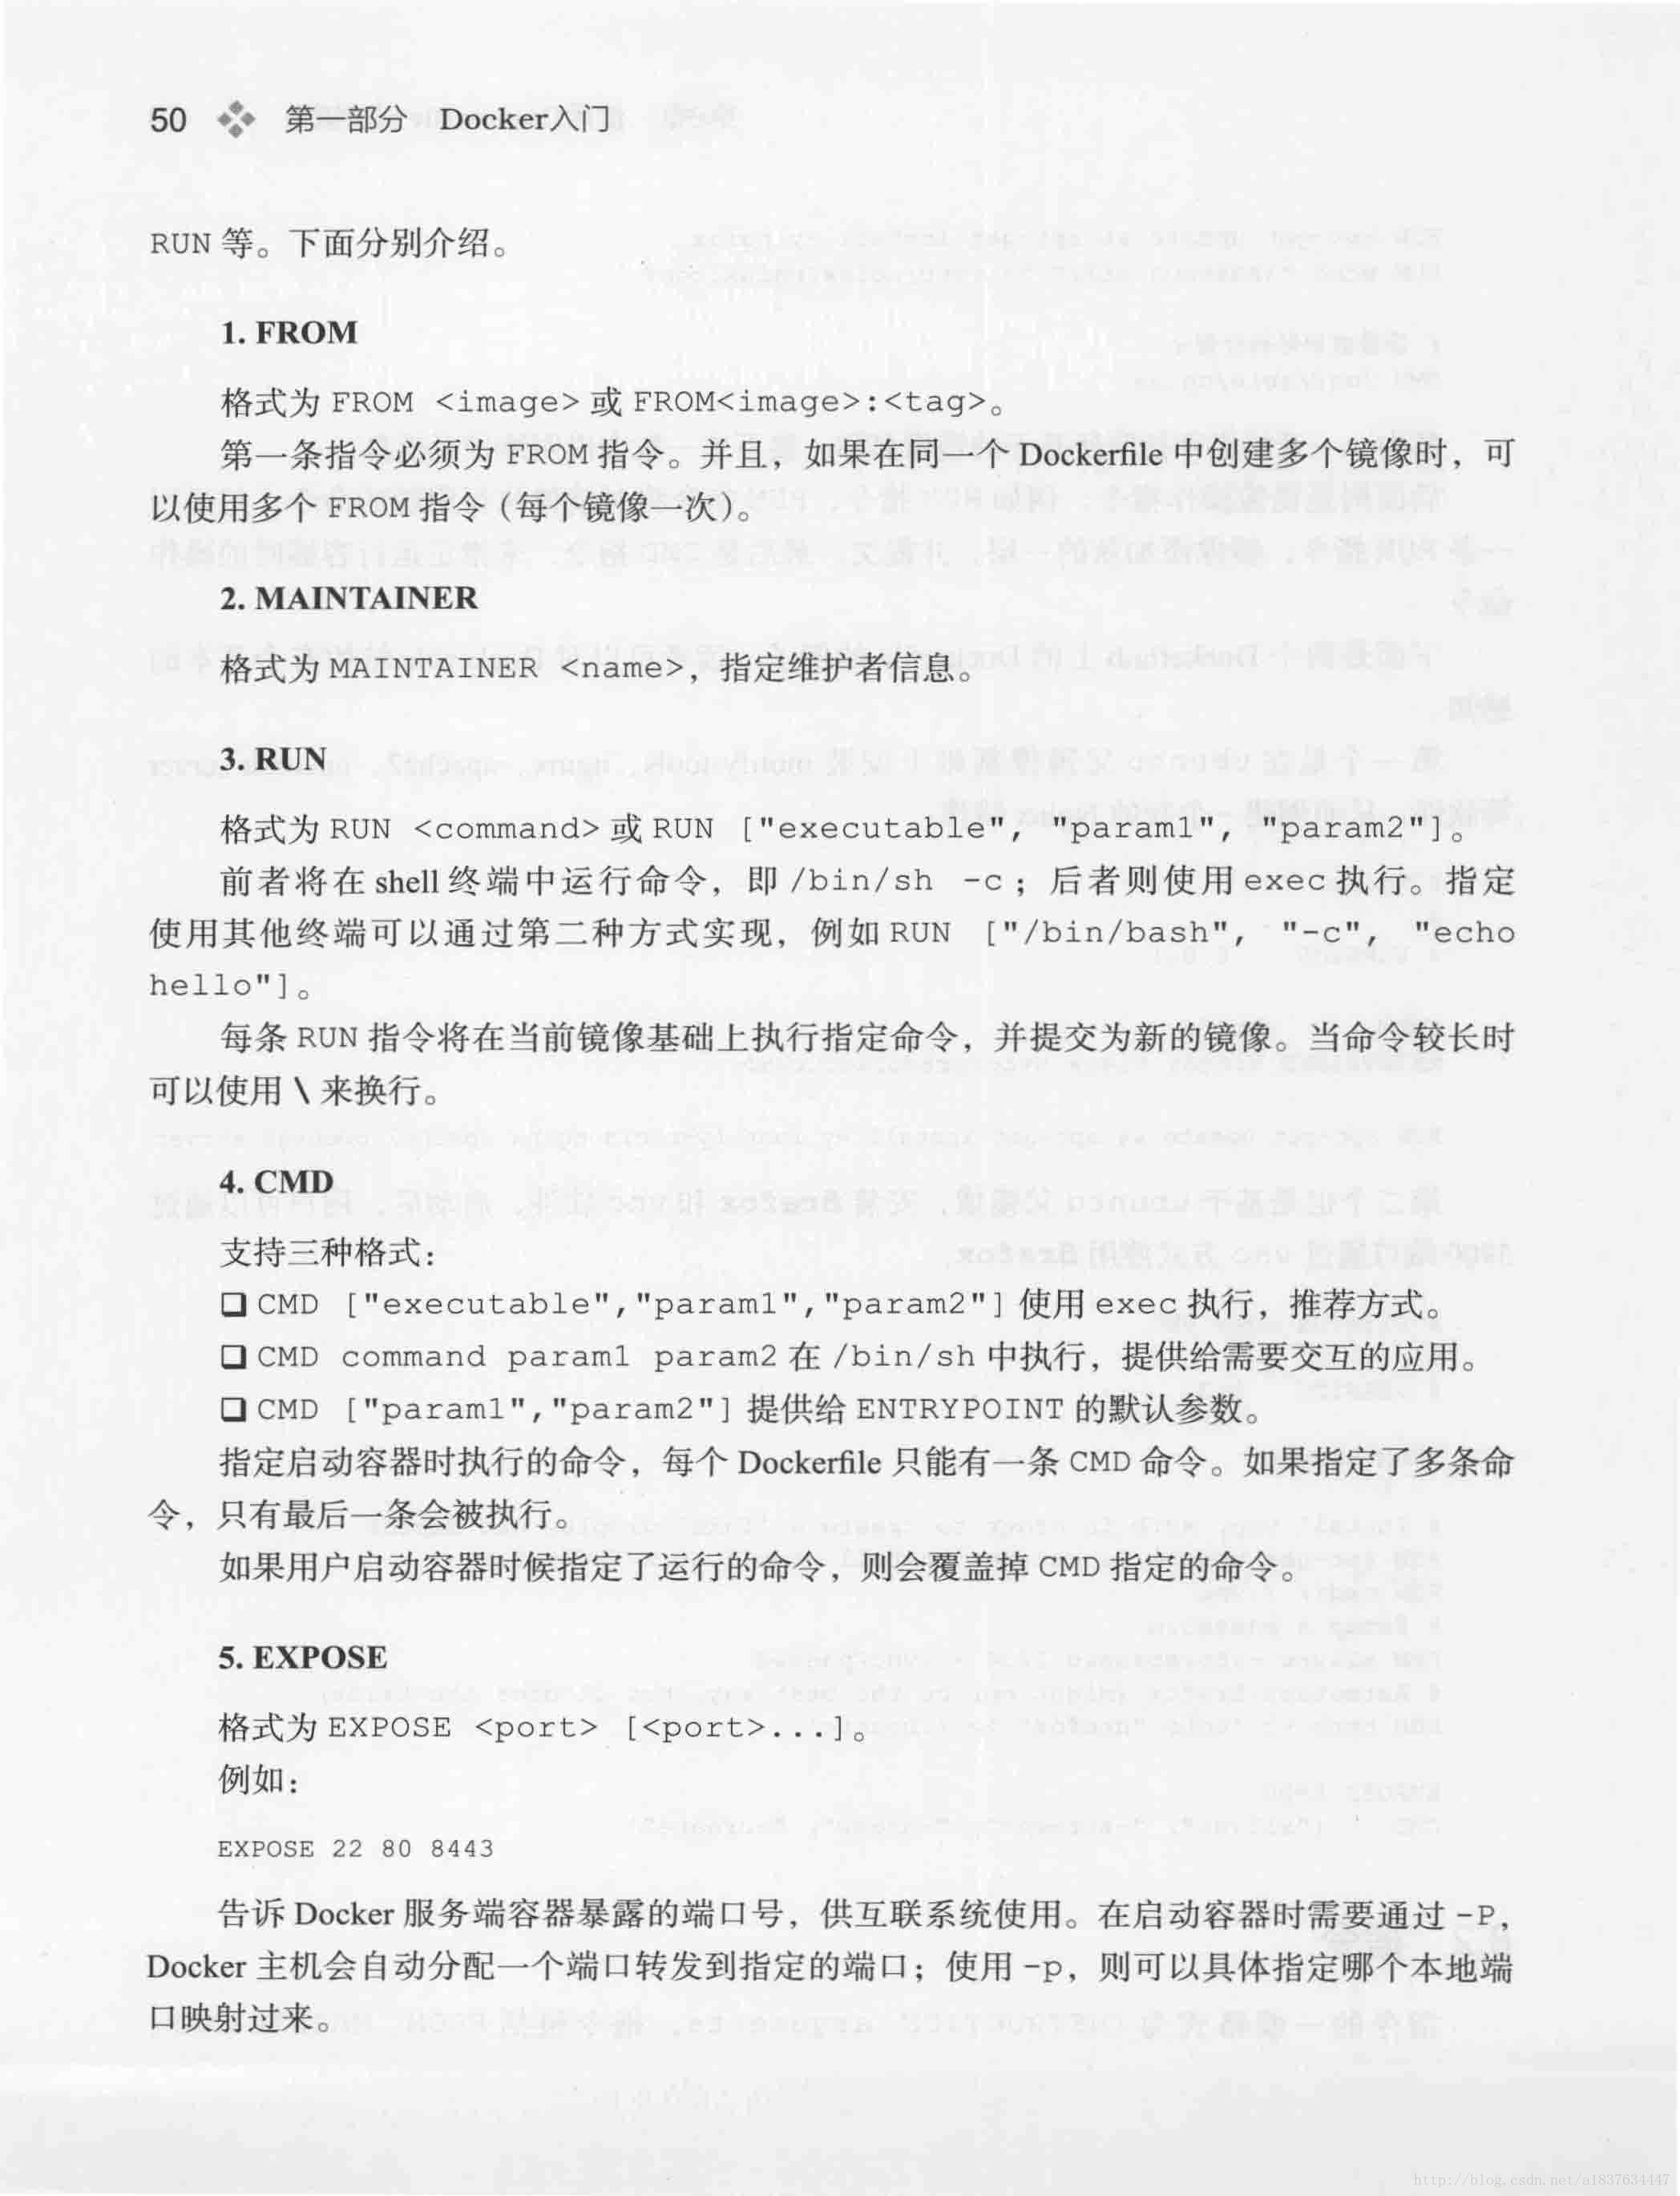 50 第一部分 Docker入门
RUN 等。下面分别介绍。
1. FROM
格式为 FROM <image> 或 FROM<image>:<tag>。
第一条指令必须为 FROM 指令。并且，如果在同一个 Dockerfile 中创建多个镜像时，可
以使用多个 FROM 指令（每个镜像一次）。
2. MAINTAINER
格式为 MAINTAINER <name>，指定维护者信息。
3. RUN
格式为 RUN <command> 或 RUN ["executable", "param1", "param2"]。
前者将在 shell 终端中运行命令，即 /bin/sh -c；后者则使用 exec 执行。指定
使用其他终端可以通过第二种方式实现，例如 RUN ["/bin/bash", "-c", "echo
hello"]。
每条 RUN 指令将在当前镜像基础上执行指定命令，并提交为新的镜像。当命令较长时
可以使用 \ 来换行。
4. CMD
支持三种格式：
❑ CMD ["executable","param1","param2"] 使用 exec 执行，推荐方式。
❑ CMD command param1 param2 在 /bin/sh 中执行，提供给需要交互的应用。
❑ CMD ["param1","param2"] 提供给 ENTRYPOINT 的默认参数。
指定启动容器时执行的命令，每个 Dockerfile 只能有一条 CMD 命令。如果指定了多条命
令，只有最后一条会被执行。
如果用户启动容器时候指定了运行的命令，则会覆盖掉 CMD 指定的命令。
5. EXPOSE
格式为 EXPOSE <port> [<port>...]。
例如：
EXPOSE 22 80 8443
告诉 Docker 服务端容器暴露的端口号，供互联系统使用。在启动容器时需要通过 -P，
Docker 主机会自动分配一个端口转发到指定的端口；使用 -p，则可以具体指定哪个本地端
口映射过来。
http://blog.csdn.net/a1837634447